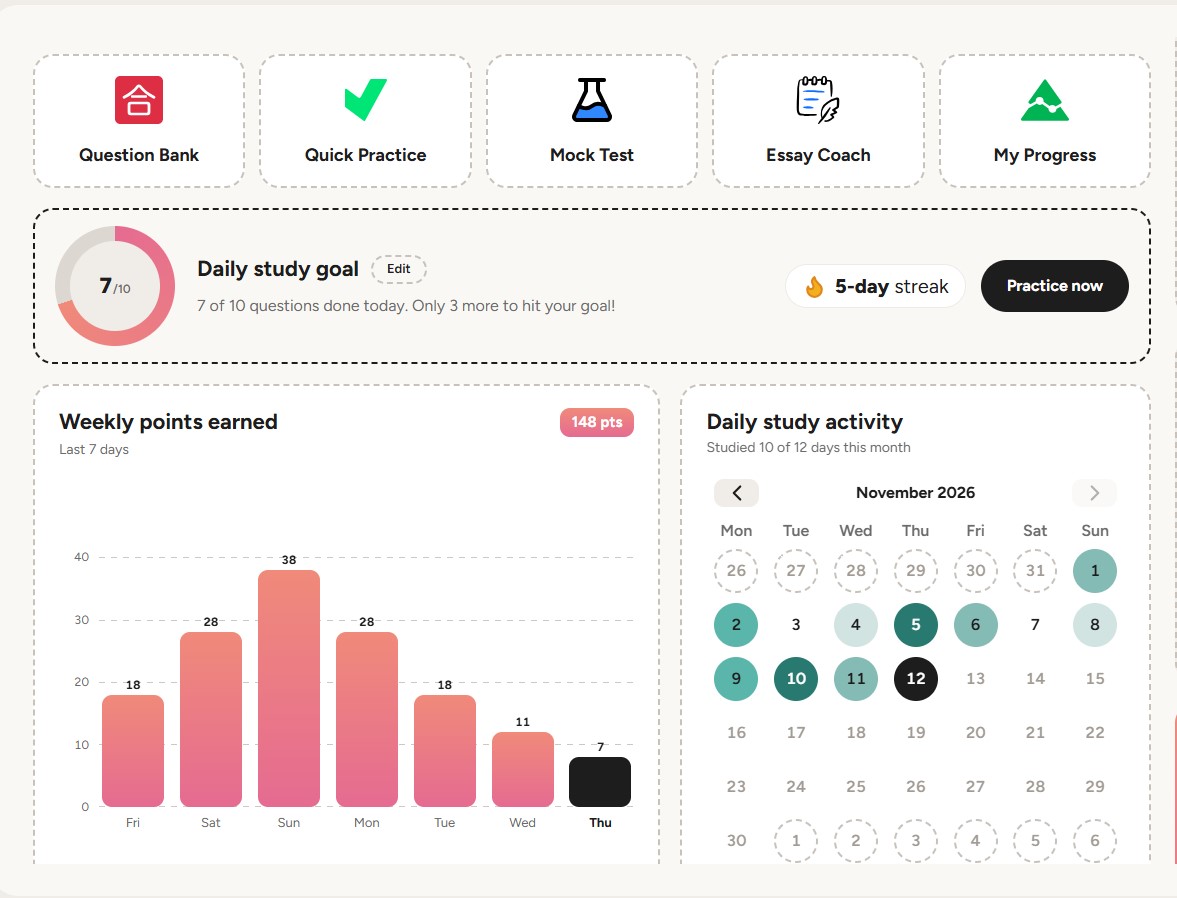 合
Question Bank
Quick Practice
Mock Test
Essay Coach
My Progress
7/10
Daily study goal
Edit
7 of 10 questions done today. Only 3 more to hit your goal!
5-day streak
Practice now
Weekly points earned
148 pts
Last 7 days
40
30
20
10
0
18
28
38
28
18
11
7
Fri Sat Sun Mon Tue Wed Thu
Daily study activity
Studied 10 of 12 days this month
November 2026
Mon Tue Wed Thu Fri Sat Sun
26 27 28 29 30 31 1
2 3 4 5 6 7 8
9 10 11 12 13 14 15
16 17 18 19 20 21 22
23 24 25 26 27 28 29
30 1 2 3 4 5 6